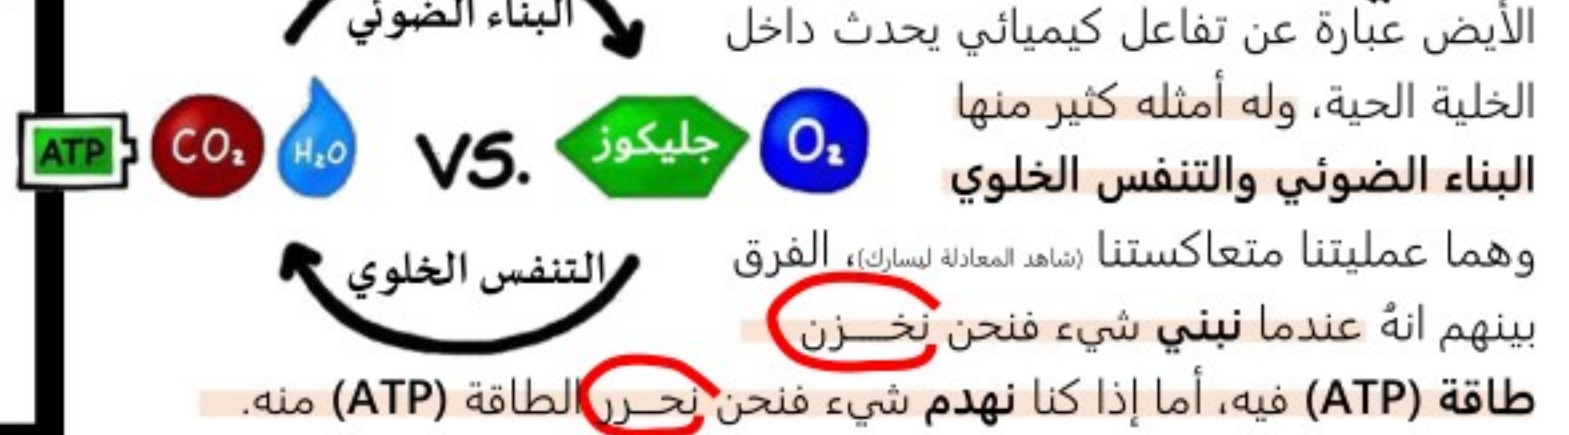 الأيض عبارة عن تفاعل كيميائي يحدث داخل
الخلية الحية، وله أمثله كثير منها
البناء الضوئي والتنفس الخلوي
وهما عمليتنا متعاكستنا (شاهد المعادلة ليسارك)، الفرق
بينهم انهُ عندما نبني شيء فنحن نخـــزن
طاقة (ATP) فيه، أما إذا كنا نهدم شيء فنحن نحــرر الطاقة (ATP) منه.
البناء الضوئي
ATP CO₂ H₂O VS. جليكوز O₂
التنفس الخلوي